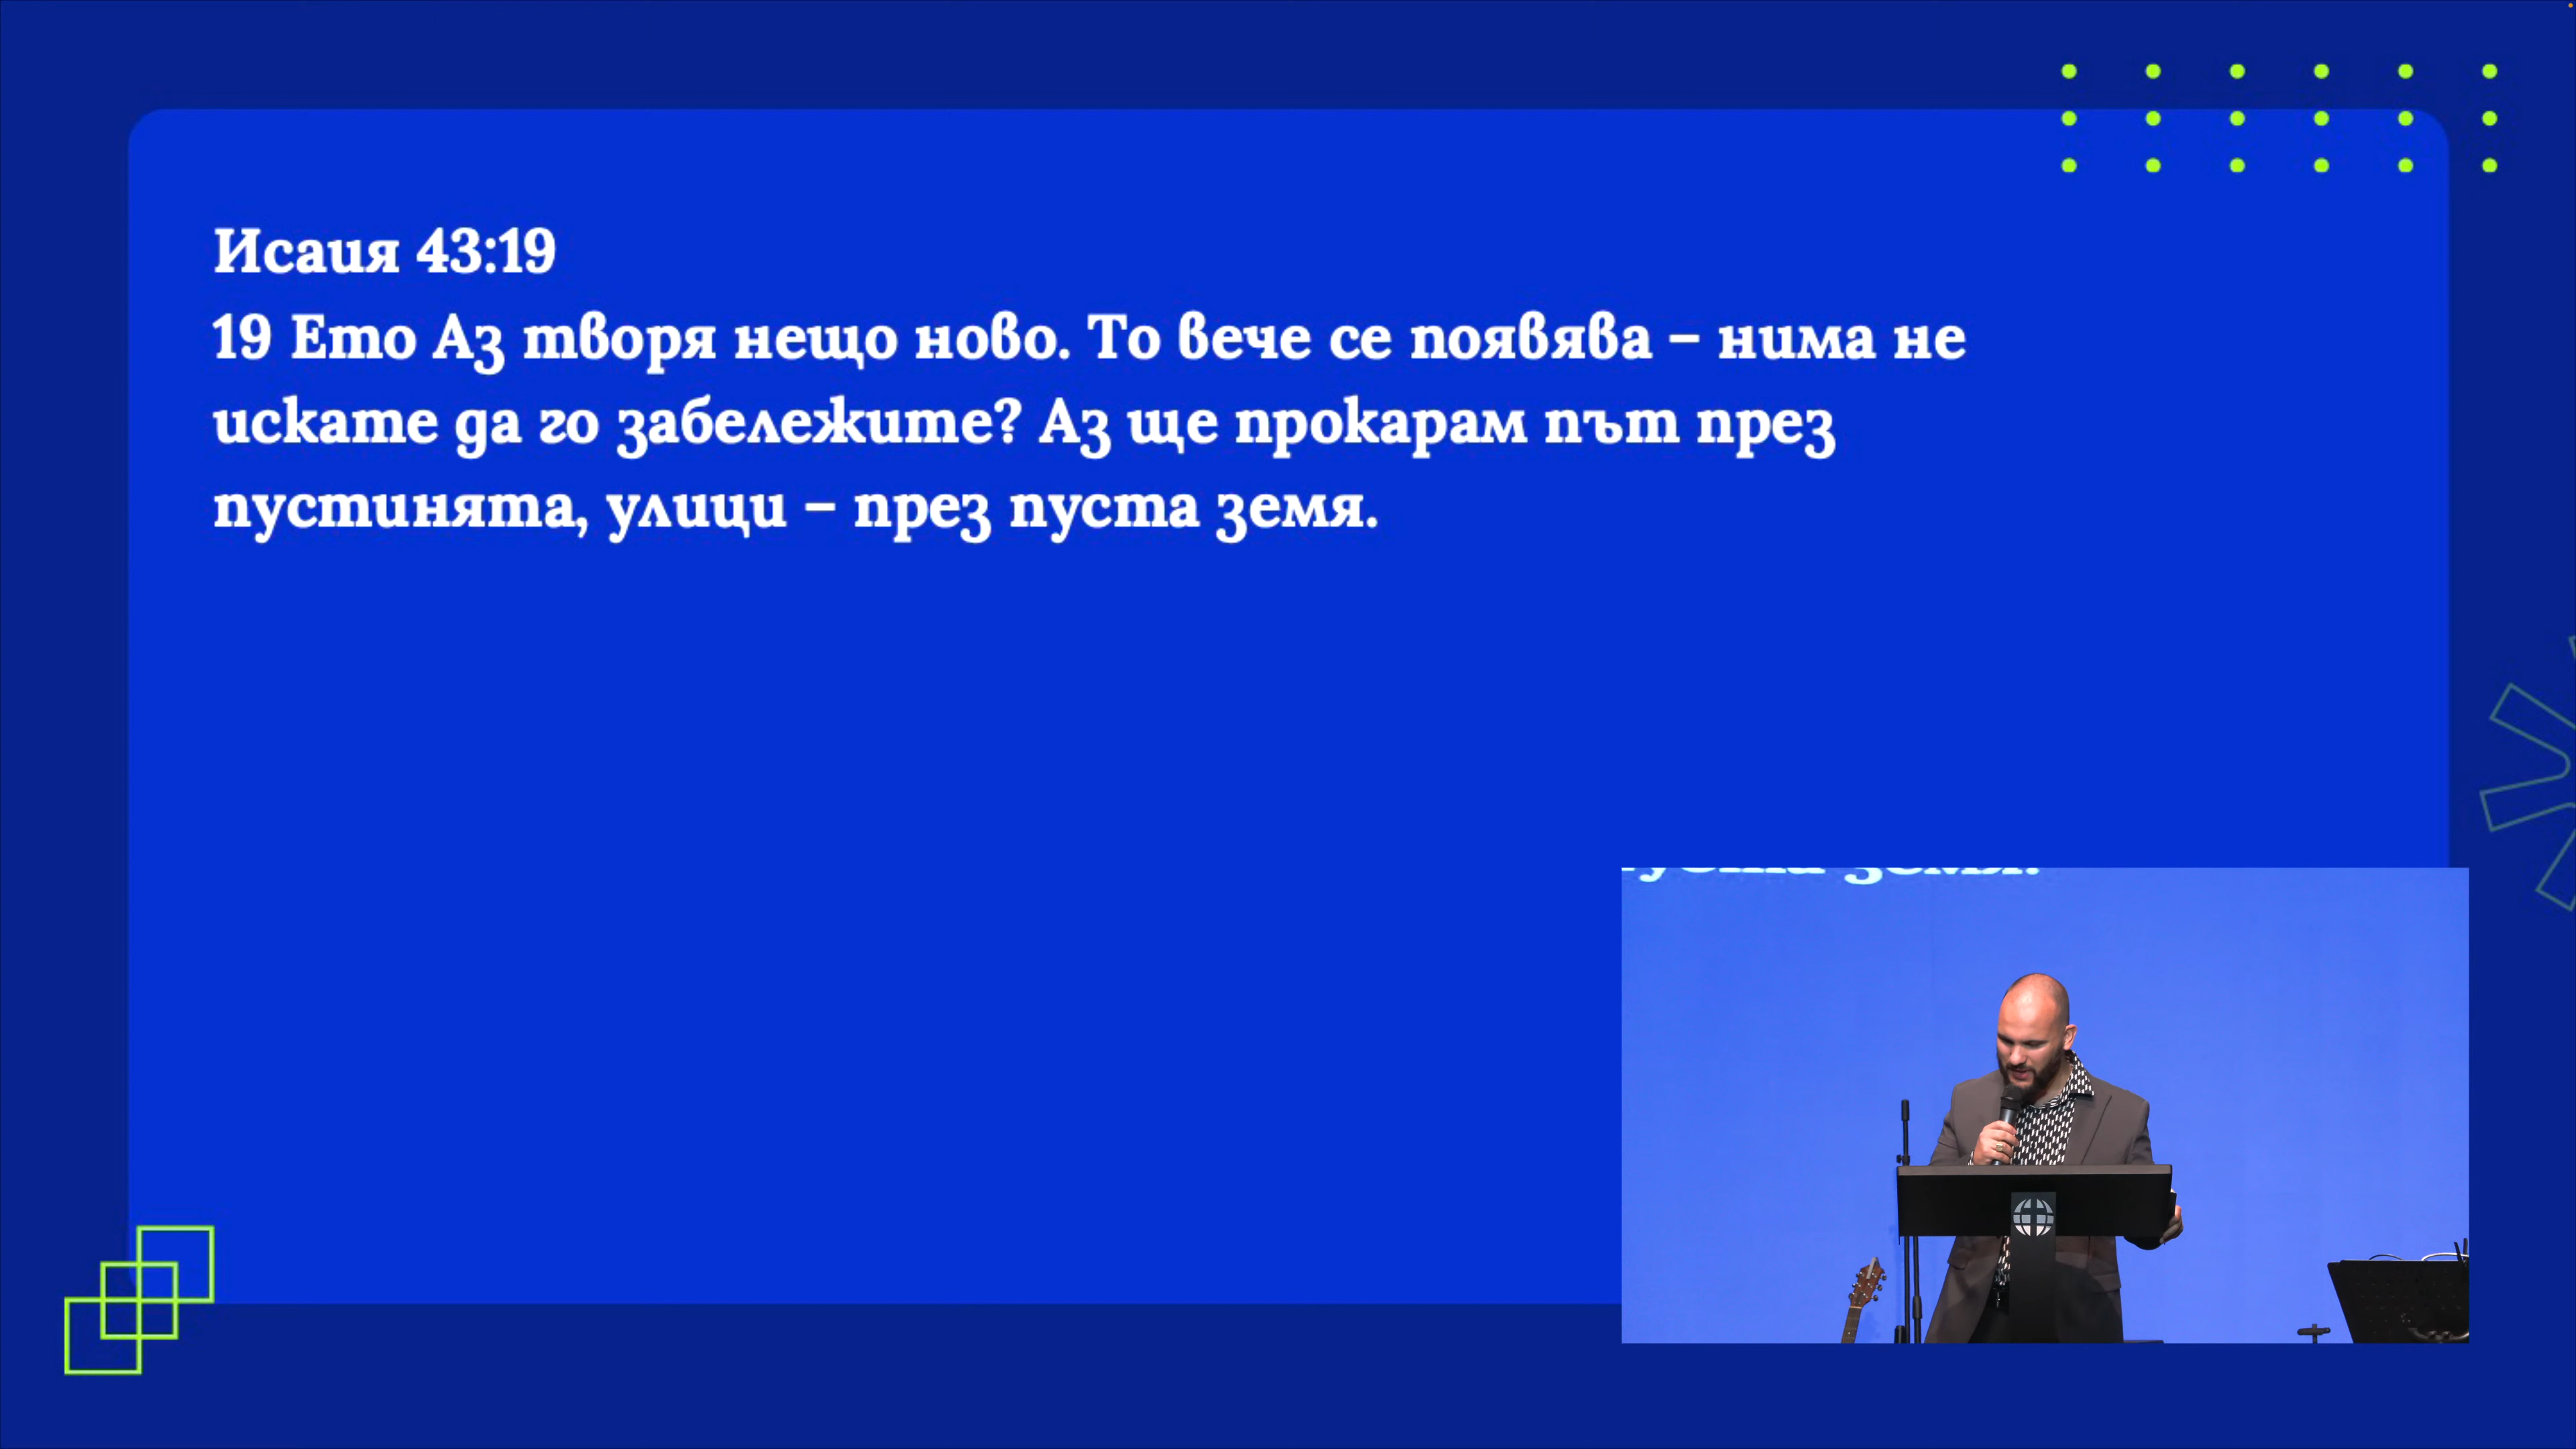 Исаия 43:19
19 Ето Аз творя нещо ново. То вече се появява – нима не
искате да го забележите? Аз ще прокарам път през
пустинята, улици – през пуста земя.
земя.